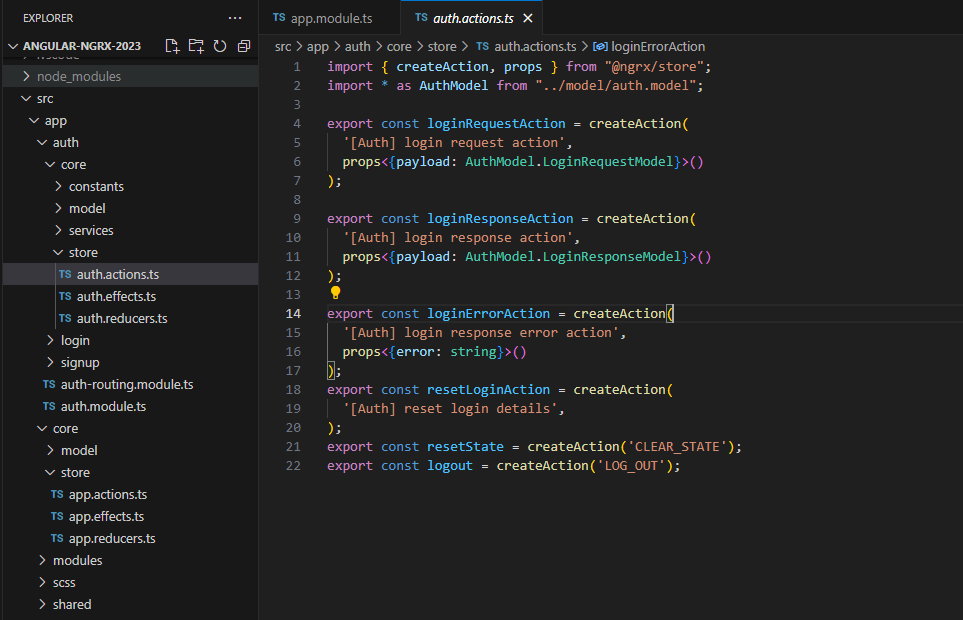 EXPLORER
ANGULAR-NGRX-2023
node_modules
src
app
auth
core
constants
model
services
store
TS auth.actions.ts
TS auth.effects.ts
TS auth.reducers.ts
login
signup
TS auth-routing.module.ts
TS auth.module.ts
core
model
store
TS app.actions.ts
TS app.effects.ts
TS app.reducers.ts
modules
scss
shared
TS app.module.ts
TS auth.actions.ts
src > app > auth > core > store > TS auth.actions.ts > loginErrorAction
1 import { createAction, props } from "@ngrx/store";
2 import * as AuthModel from "../model/auth.model";
3
4 export const loginRequestAction = createAction(
5 '[Auth] login request action',
6 props<{payload: AuthModel.LoginRequestModel}>()
7 );
8
9 export const loginResponseAction = createAction(
10 '[Auth] login response action',
11 props<{payload: AuthModel.LoginResponseModel}>()
12 );
13
14 export const loginErrorAction = createAction(
15 '[Auth] login response error action',
16 props<{error: string}>()
17 );
18 export const resetLoginAction = createAction(
19 '[Auth] reset login details',
20 );
21 export const resetState = createAction('CLEAR_STATE');
22 export const logout = createAction('LOG_OUT');